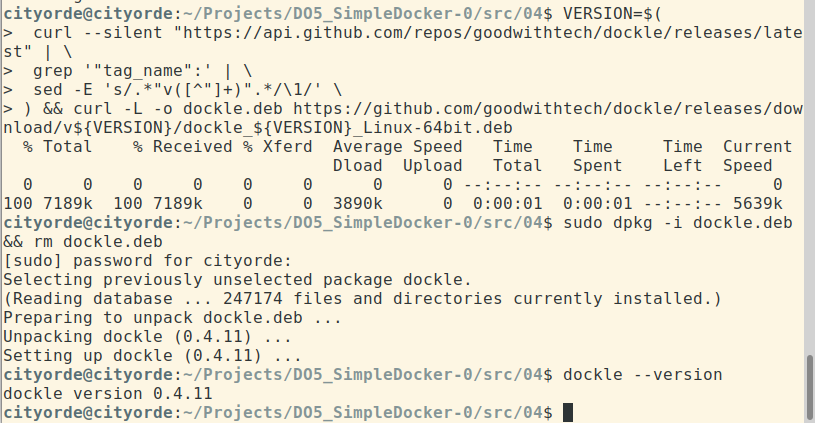 cityorde@cityorde:~/Projects/DO5_SimpleDocker-0/src/04$ VERSION=$(
>  curl --silent "https://api.github.com/repos/goodwithtech/dockle/releases/late
st" | \
>  grep '"tag_name":' | \
>  sed -E 's/.*"v([^"]+)".*/\1/' \
> ) && curl -L -o dockle.deb https://github.com/goodwithtech/dockle/releases/dow
nload/v${VERSION}/dockle_${VERSION}_Linux-64bit.deb
  % Total    % Received % Xferd  Average Speed   Time    Time     Time  Current
                                 Dload  Upload   Total   Spent    Left  Speed
  0     0    0     0    0     0      0      0 --:--:-- --:--:-- --:--:--     0
100 7189k  100 7189k    0     0  3890k      0  0:00:01  0:00:01 --:--:-- 5639k
cityorde@cityorde:~/Projects/DO5_SimpleDocker-0/src/04$ sudo dpkg -i dockle.deb
&& rm dockle.deb
[sudo] password for cityorde:
Selecting previously unselected package dockle.
(Reading database ... 247174 files and directories currently installed.)
Preparing to unpack dockle.deb ...
Unpacking dockle (0.4.11) ...
Setting up dockle (0.4.11) ...
cityorde@cityorde:~/Projects/DO5_SimpleDocker-0/src/04$ dockle --version
dockle version 0.4.11
cityorde@cityorde:~/Projects/DO5_SimpleDocker-0/src/04$